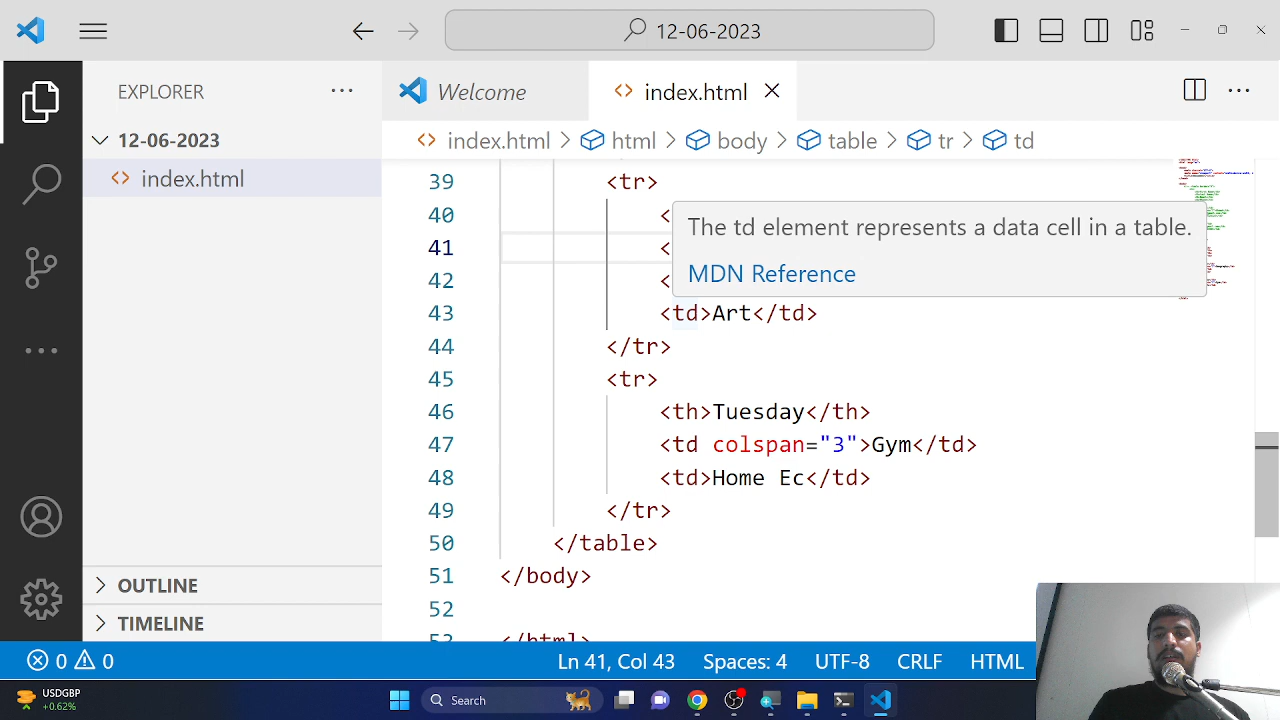 12-06-2023
EXPLORER
Welcome
index.html
12-06-2023
index.html > html > body > table > tr > td
index.html
39 <tr>
40 <
The td element represents a data cell in a table.
41 <
MDN Reference
42 <
43 <td>Art</td>
44 </tr>
45 <tr>
46 <th>Tuesday</th>
47 <td colspan="3">Gym</td>
48 <td>Home Ec</td>
49 </tr>
50 </table>
51 </body>
52
53 </html>
OUTLINE
TIMELINE
0 0
Ln 41, Col 43
Spaces: 4
UTF-8
CRLF
HTML
USDGBP
+0.62%
Search